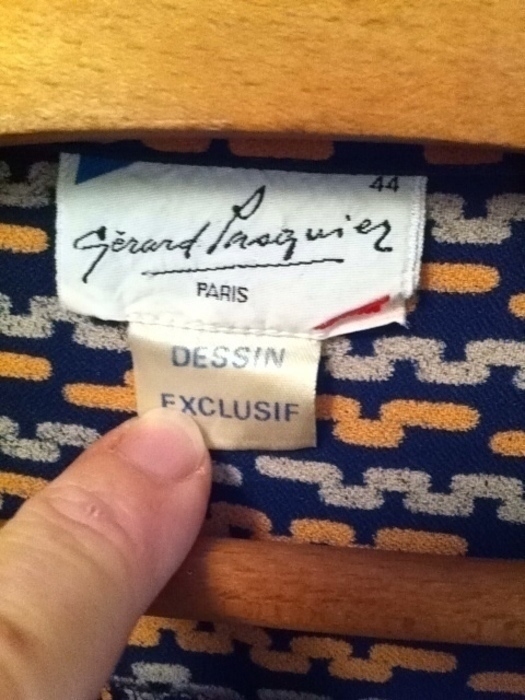 44
Gérard Pasquier
PARIS
DESSIN
EXCLUSIF